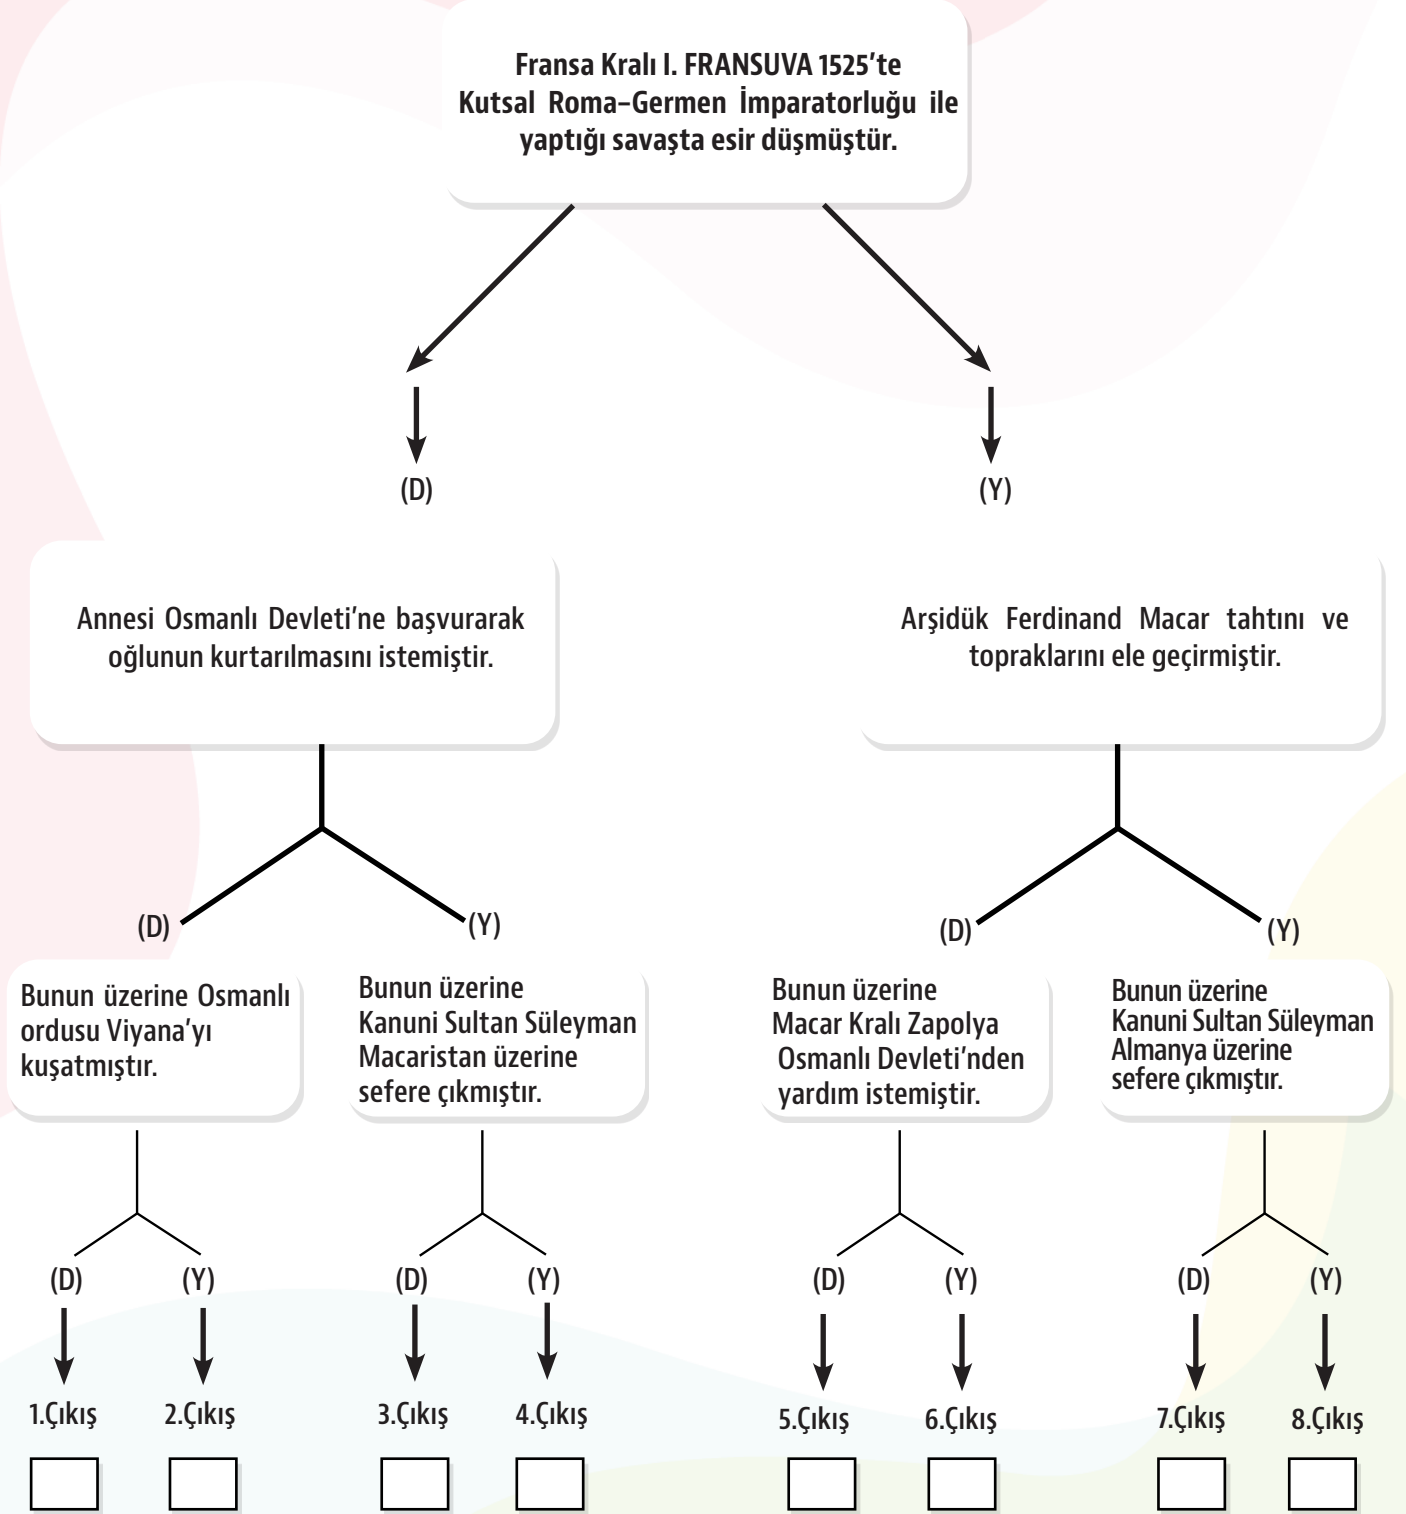 Fransa Kralı I. FRANSUVA 1525'te
Kutsal Roma-Germen İmparatorluğu ile
yaptığı savaşta esir düşmüştür.
(D)
(Y)
Annesi Osmanlı Devleti'ne başvurarak
oğlunun kurtarılmasını istemiştir.
Arşidük Ferdinand Macar tahtını ve
topraklarını ele geçirmiştir.
(D)
(Y)
(D)
(Y)
Bunun üzerine Osmanlı
ordusu Viyana'yı
kuşatmıştır.
Bunun üzerine
Kanuni Sultan Süleyman
Macaristan üzerine
sefere çıkmıştır.
Bunun üzerine
Macar Kralı Zapolya
Osmanlı Devleti'nden
yardım istemiştir.
Bunun üzerine
Kanuni Sultan Süleyman
Almanya üzerine
sefere çıkmıştır.
(D)
(Y)
(D)
(Y)
(D)
(Y)
(D)
(Y)
1.Çıkış
2.Çıkış
3.Çıkış
4.Çıkış
5.Çıkış
6.Çıkış
7.Çıkış
8.Çıkış